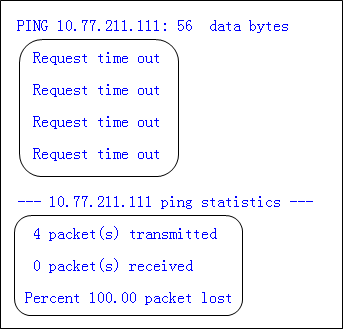 PING 10.77.211.111: 56  data bytes
Request time out
Request time out
Request time out
Request time out
--- 10.77.211.111 ping statistics ---
4 packet(s) transmitted
0 packet(s) received
Percent 100.00 packet lost